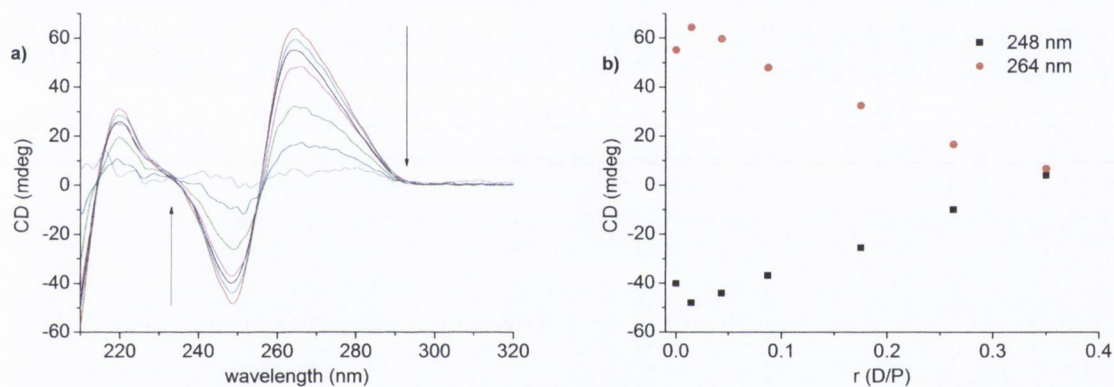 a)
CD (mdeg)
60
40
20
0
-20
-40
-60
220 240 260 280 300 320
wavelength (nm)
b)
CD (mdeg)
60
40
20
0
-20
-40
-60
0.0 0.1 0.2 0.3 0.4
r (D/P)
248 nm
264 nm